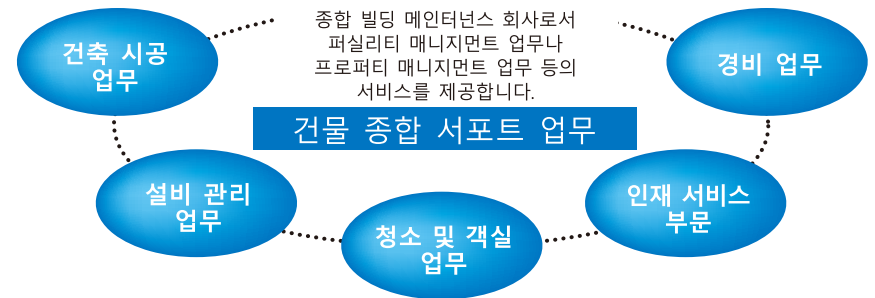 종합 빌딩 메인터넌스 회사로서
퍼실리티 매니지먼트 업무나
프로퍼티 매니지먼트 업무 등의
서비스를 제공합니다.
건물 종합 서포트 업무
건축 시공
업무
경비 업무
설비 관리
업무
인재 서비스
부문
청소 및 객실
업무